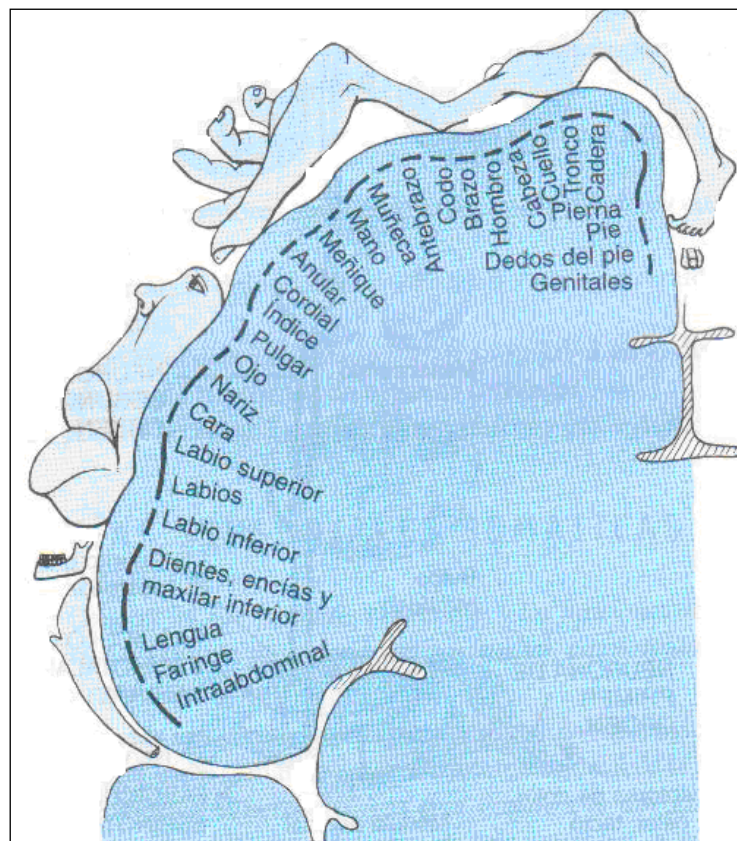 Genitales
Dedos del pie
Pie
Pierna
Cadera
Tronco
Cuello
Cabeza
Hombro
Brazo
Codo
Antebrazo
Muñeca
Mano
Meñique
Anular
Cordial
Índice
Pulgar
Ojo
Nariz
Cara
Labio superior
Labios
Labio inferior
Dientes, encías y
maxilar inferior
Lengua
Faringe
Intraabdominal